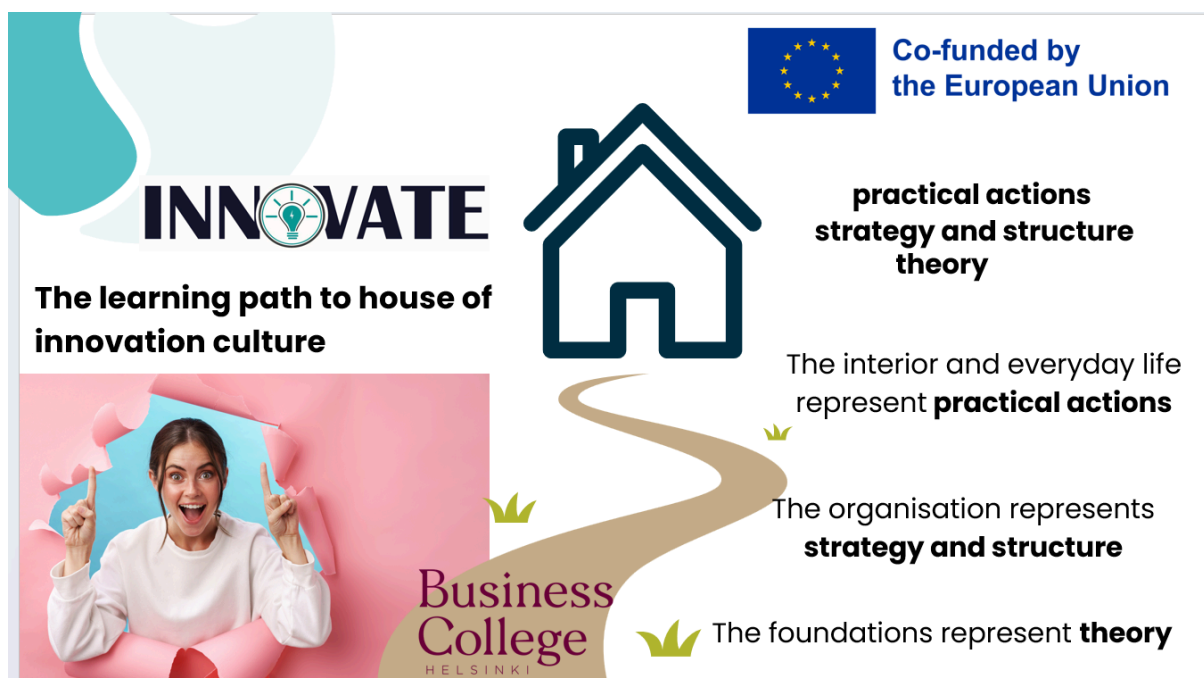 Co-funded by
the European Union
INNOVATE
The learning path to house of
innovation culture
practical actions
strategy and structure
theory
The interior and everyday life
represent practical actions
The organisation represents
strategy and structure
The foundations represent theory
Business
College
HELSINKI